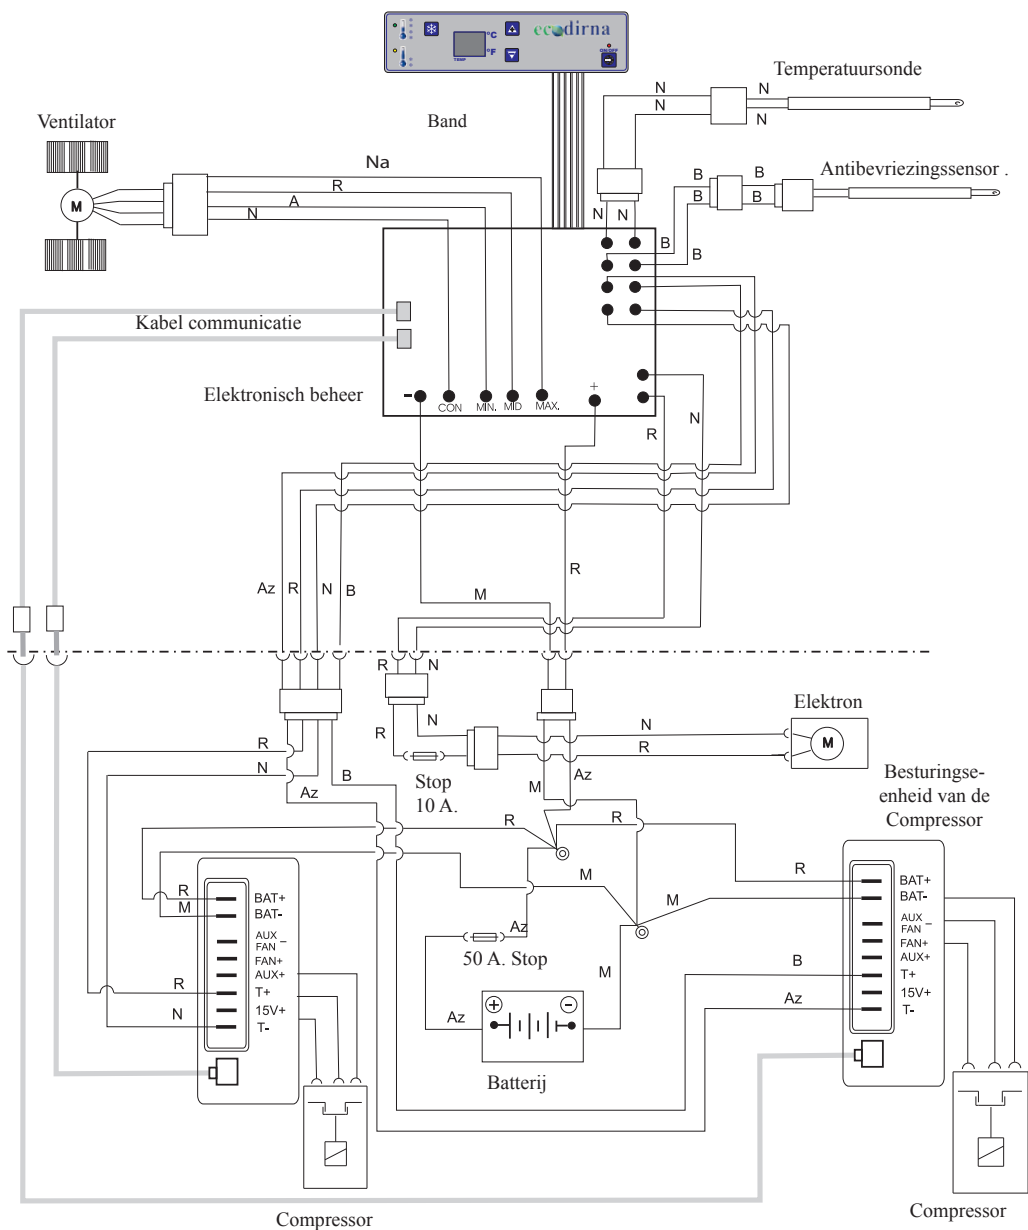 ecodirna
°C
°F
TEMP
ON/OFF
Temperatuursonde
N
N
N
N
Ventilator
Band
Na
R
A
N
M
Antibevriezingssensor .
B
B
B
B
N
N
B
B
Kabel communicatie
Elektronisch beheer
-
CON
MIN.
MID
MAX.
+
R
N
Az
R
N
B
M
R
R
N
R
N
N
R
Elektron
M
Stop
10 A.
R
N
Az
B
M
Az
Besturingse-
enheid van de
Compressor
R
R
R
M
M
M
R
BAT+
BAT-
AUX
FAN –
FAN+
AUX+
T+
15V+
T-
R
N
Az
50 A. Stop
M
Az
+
-
Batterij
B
Az
BAT+
BAT-
AUX
FAN –
FAN+
AUX+
T+
15V+
T-
Compressor
Compressor